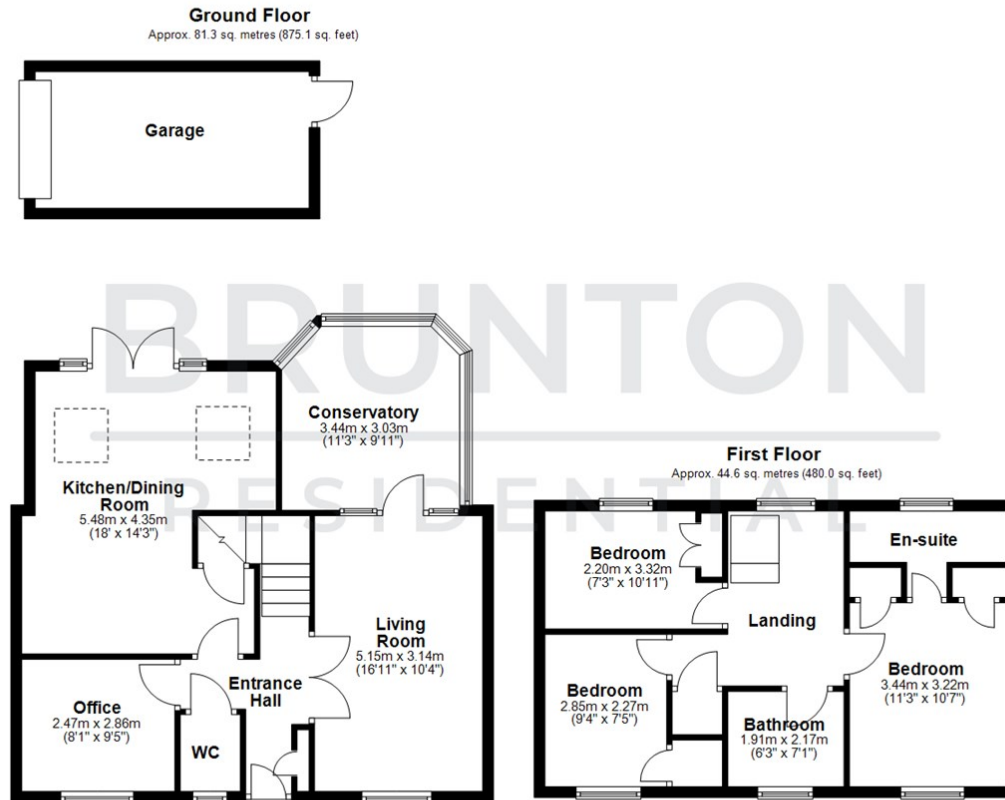 Ground Floor
Approx. 81.3 sq. metres (875.1 sq. feet)
Garage
BRUNTON
RESIDENTIAL
Conservatory
3.44m x 3.03m
(11'3" x 9'11")
Kitchen/Dining
Room
5.48m x 4.35m
(18' x 14'3")
Living
Room
5.15m x 3.14m
(16'11" x 10'4")
Entrance
Hall
Office
2.47m x 2.86m
(8'1" x 9'5")
WC
First Floor
Approx. 44.6 sq. metres (480.0 sq. feet)
Bedroom
2.20m x 3.32m
(7'3" x 10'11")
En-suite
Landing
Bedroom
2.85m x 2.27m
(9'4" x 7'5")
Bathroom
1.91m x 2.17m
(6'3" x 7'1")
Bedroom
3.44m x 3.22m
(11'3" x 10'7")